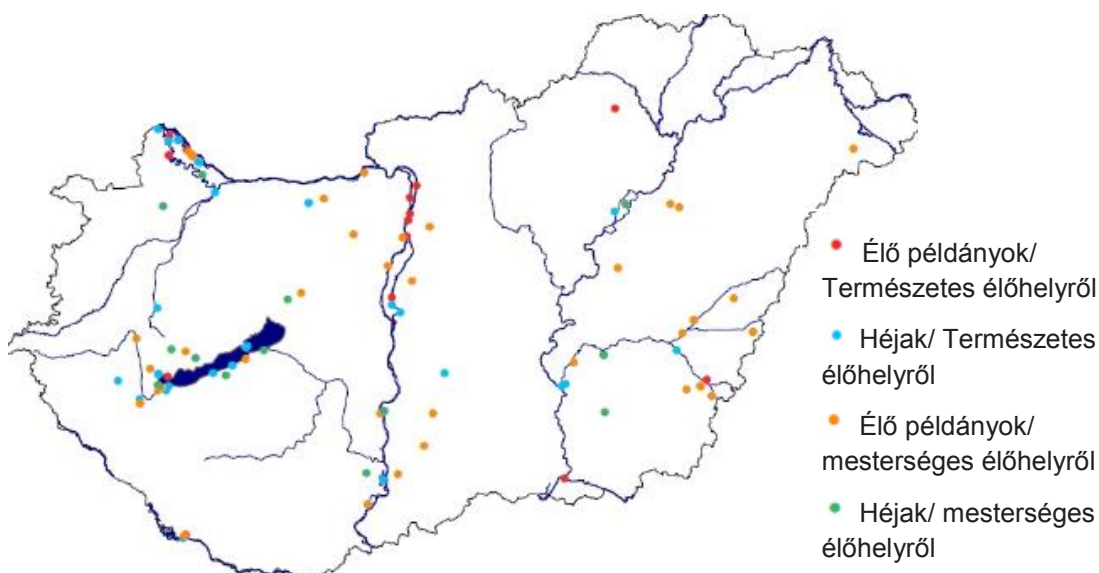 Élő példányok/
Természetes élőhelyről
Héjak/ Természetes
élőhelyről
Élő példányok/
mesterséges élőhelyről
Héjak/ mesterséges
élőhelyről